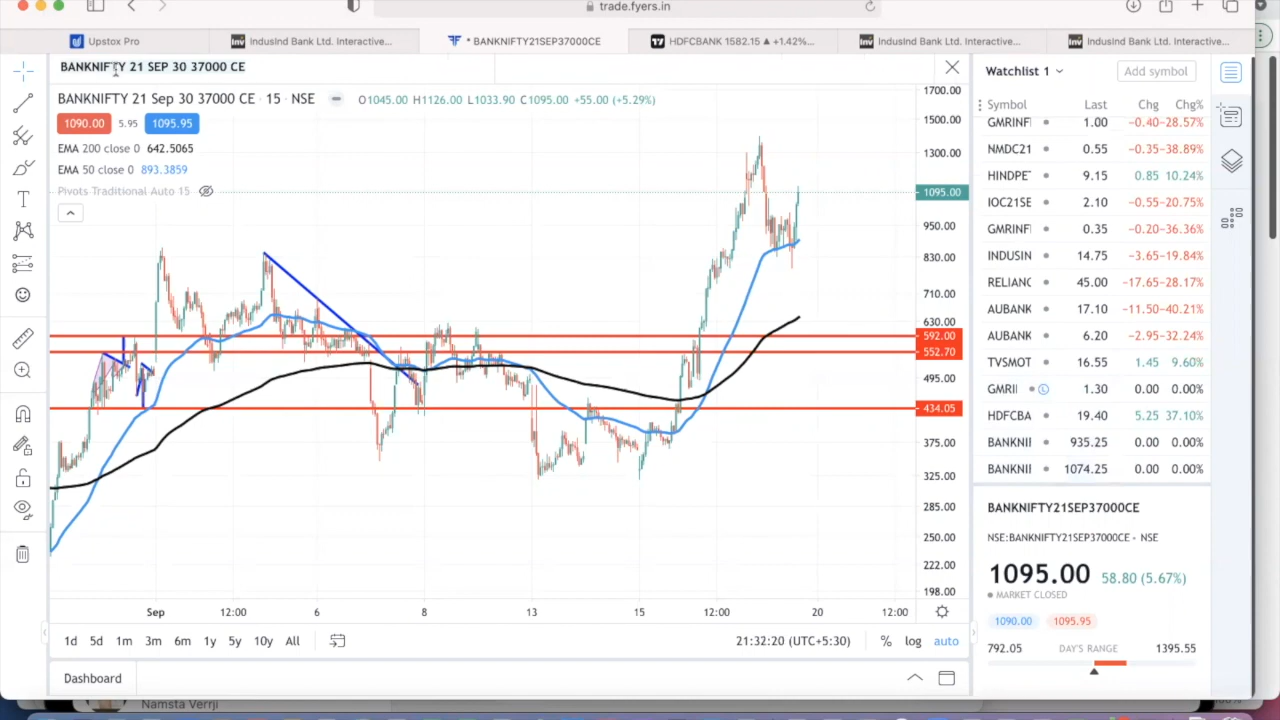 trade.fyers.in
Upstox Pro
IndusInd Bank Ltd. Interactive...
* BANKNIFTY21SEP37000CE
HDFCBANK 1582.15 ▲ +1.42%...
IndusInd Bank Ltd. Interactive...
IndusInd Bank Ltd. Interactive...
BANKNIFTY 21 SEP 30 37000 CE
BANKNIFTY 21 Sep 30 37000 CE · 15 · NSE
O1045.00 H1126.00 L1033.90 C1095.00 +55.00 (+5.29%)
1090.00 5.95 1095.95
EMA 200 close 0 642.5065
EMA 50 close 0 893.3859
Pivots Traditional Auto 15
1700.00
1500.00
1300.00
1095.00
950.00
830.00
710.00
630.00
592.00
552.70
495.00
434.05
375.00
325.00
285.00
250.00
222.00
198.00
Sep 12:00 6 8 13 15 12:00 20 12:00
1d 5d 1m 3m 6m 1y 5y 10y All
21:32:20 (UTC+5:30) % log auto
Dashboard
Watchlist 1
Add symbol
Symbol Last Chg Chg%
GMRINF 1.00 −0.40 −28.57%
NMDC21 0.55 −0.35 −38.89%
HINDPE 9.15 0.85 10.24%
IOC21SE 2.10 −0.55 −20.75%
GMRINF 0.35 −0.20 −36.36%
INDUSIN 14.75 −3.65 −19.84%
RELIANC 45.00 −17.65 −28.17%
AUBANK 17.10 −11.50 −40.21%
AUBANK 6.20 −2.95 −32.24%
TVSMOT 16.55 1.45 9.60%
GMRII L 1.30 0.00 0.00%
HDFCBA 19.40 5.25 37.10%
BANKNII 935.25 0.00 0.00%
BANKNII 1074.25 0.00 0.00%
BANKNIFTY21SEP37000CE
NSE:BANKNIFTY21SEP37000CE • NSE
1095.00 58.80 (5.67%)
MARKET CLOSED
1090.00 1095.95
792.05 DAY'S RANGE 1395.55
Namsta Verrji